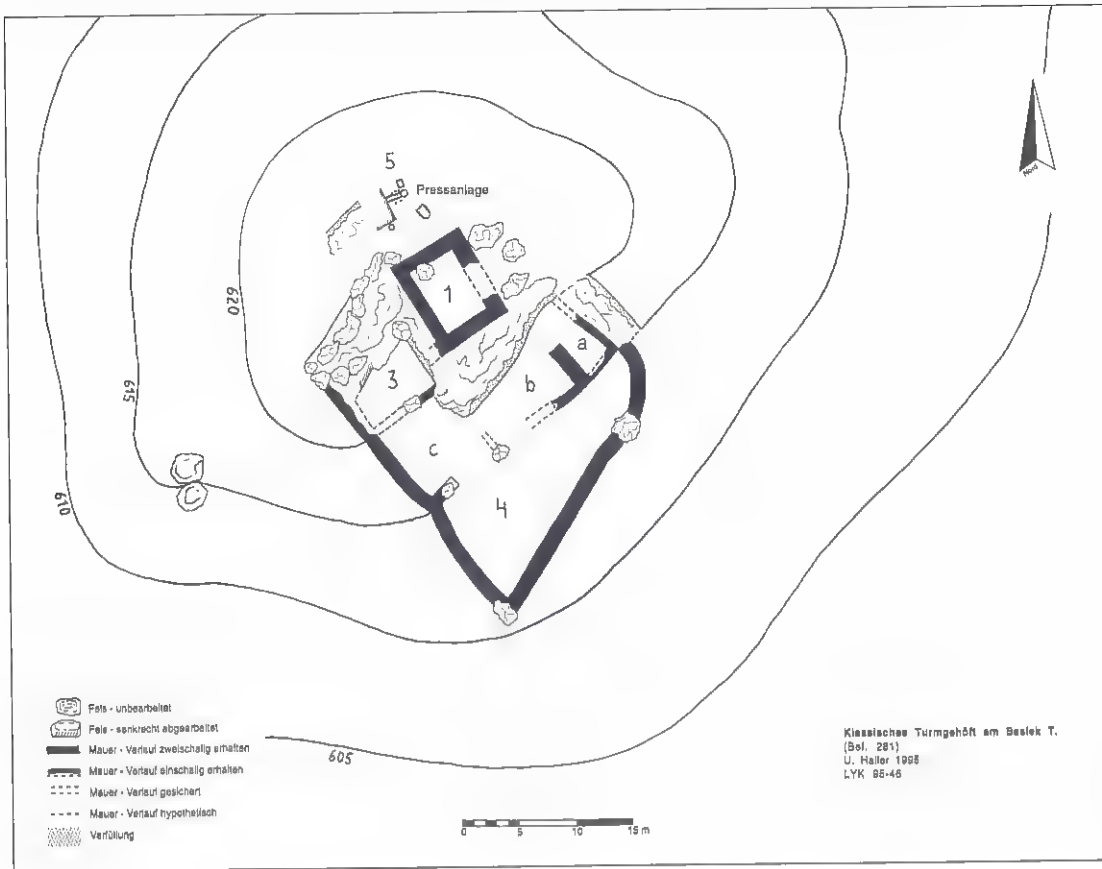 5
Pressanlage
Nord
1
620
a
3
b
615
c
610
4
Fels - unbearbeitet
Fels - senkrecht abgearbeitet
Mauer - Verlauf zweischalig erhalten
Mauer - Verlauf einschalig erhalten
Mauer - Verlauf gesichert
Mauer - Verlauf hypothetisch
Verfüllung
605
Klassisches Turmgehöft am Beslek T.
(Bel. 281)
U. Hailer 1995
LYK 95-46
0 5 10 15 m